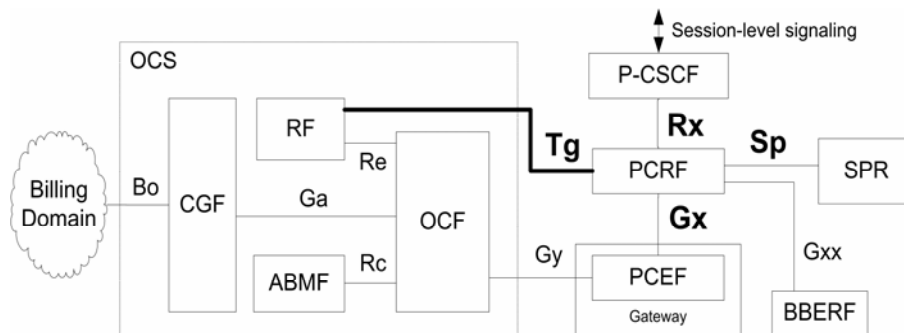 Session-level signaling
OCS
P-CSCF
RF
Rx
Tg
Sp
Re
PCRF
SPR
Billing
Domain
Bo
CGF
Ga
OCF
Gx
Gxx
Rc
Gy
ABMF
PCEF
Gateway
BBERF